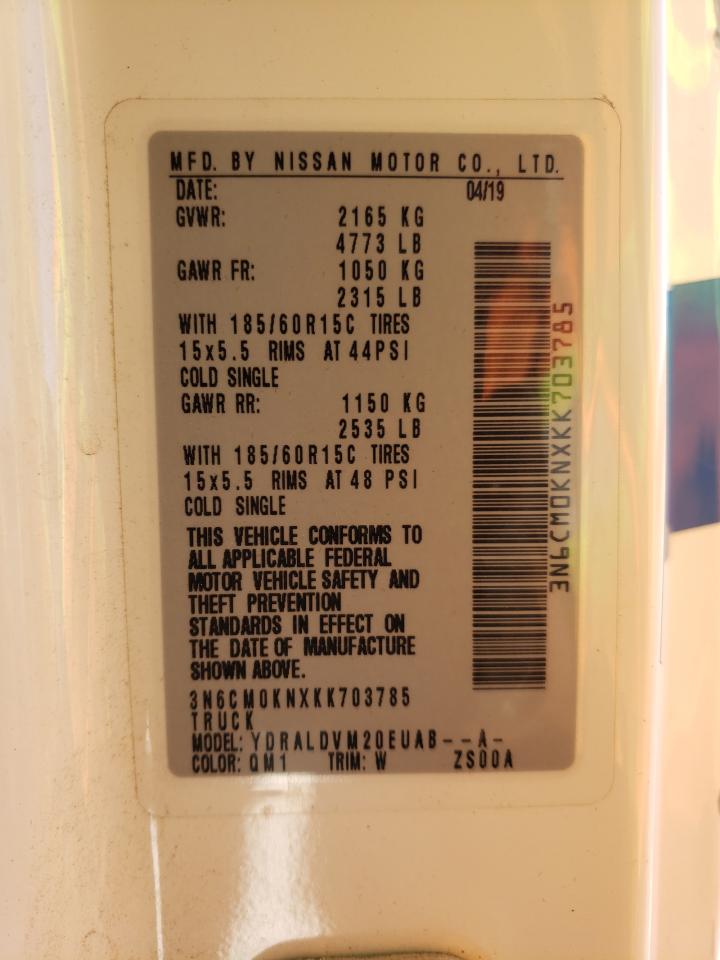 MFD. BY NISSAN MOTOR CO., LTD.
DATE: 04/19
GVWR: 2165 KG
4773 LB
GAWR FR: 1050 KG
2315 LB
WITH 185/60R15C TIRES
15x5.5 RIMS AT 44PSI
COLD SINGLE
GAWR RR: 1150 KG
2535 LB
WITH 185/60R15C TIRES
15x5.5 RIMS AT 48 PSI
COLD SINGLE
THIS VEHICLE CONFORMS TO
ALL APPLICABLE FEDERAL
MOTOR VEHICLE SAFETY AND
THEFT PREVENTION
STANDARDS IN EFFECT ON
THE DATE OF MANUFACTURE
SHOWN ABOVE.
3N6CM0KNXKK703785
TRUCK
MODEL: YDRALDVM20EUAB--A-
COLOR: QM1 TRIM: W ZS00A
3N6CM0KNXKK703785